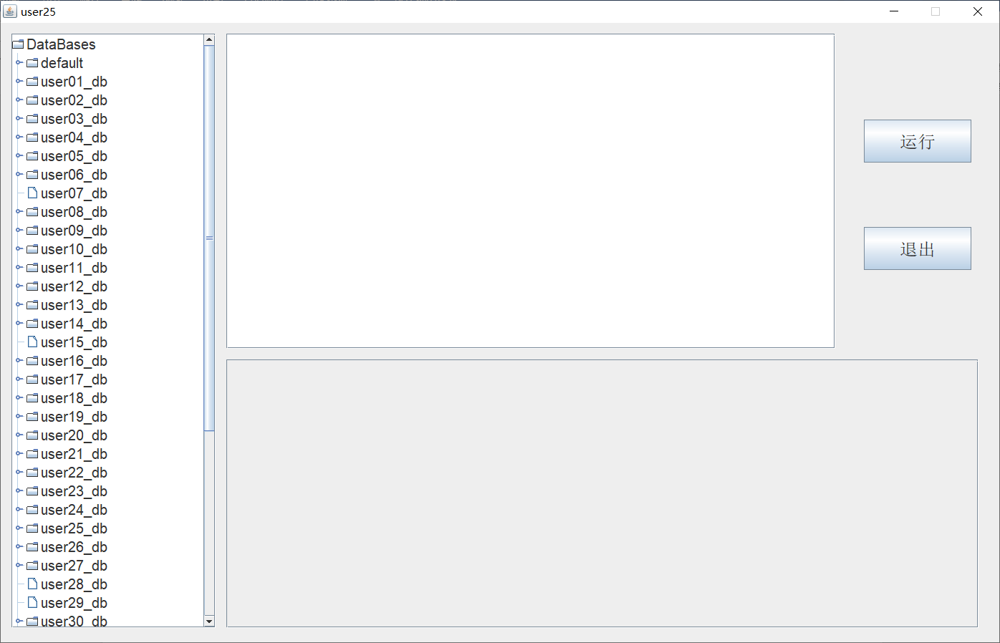 user25
DataBases
default
user01_db
user02_db
user03_db
user04_db
user05_db
user06_db
user07_db
user08_db
user09_db
user10_db
user11_db
user12_db
user13_db
user14_db
user15_db
user16_db
user17_db
user18_db
user19_db
user20_db
user21_db
user22_db
user23_db
user24_db
user25_db
user26_db
user27_db
user28_db
user29_db
user30_db
运行
退出